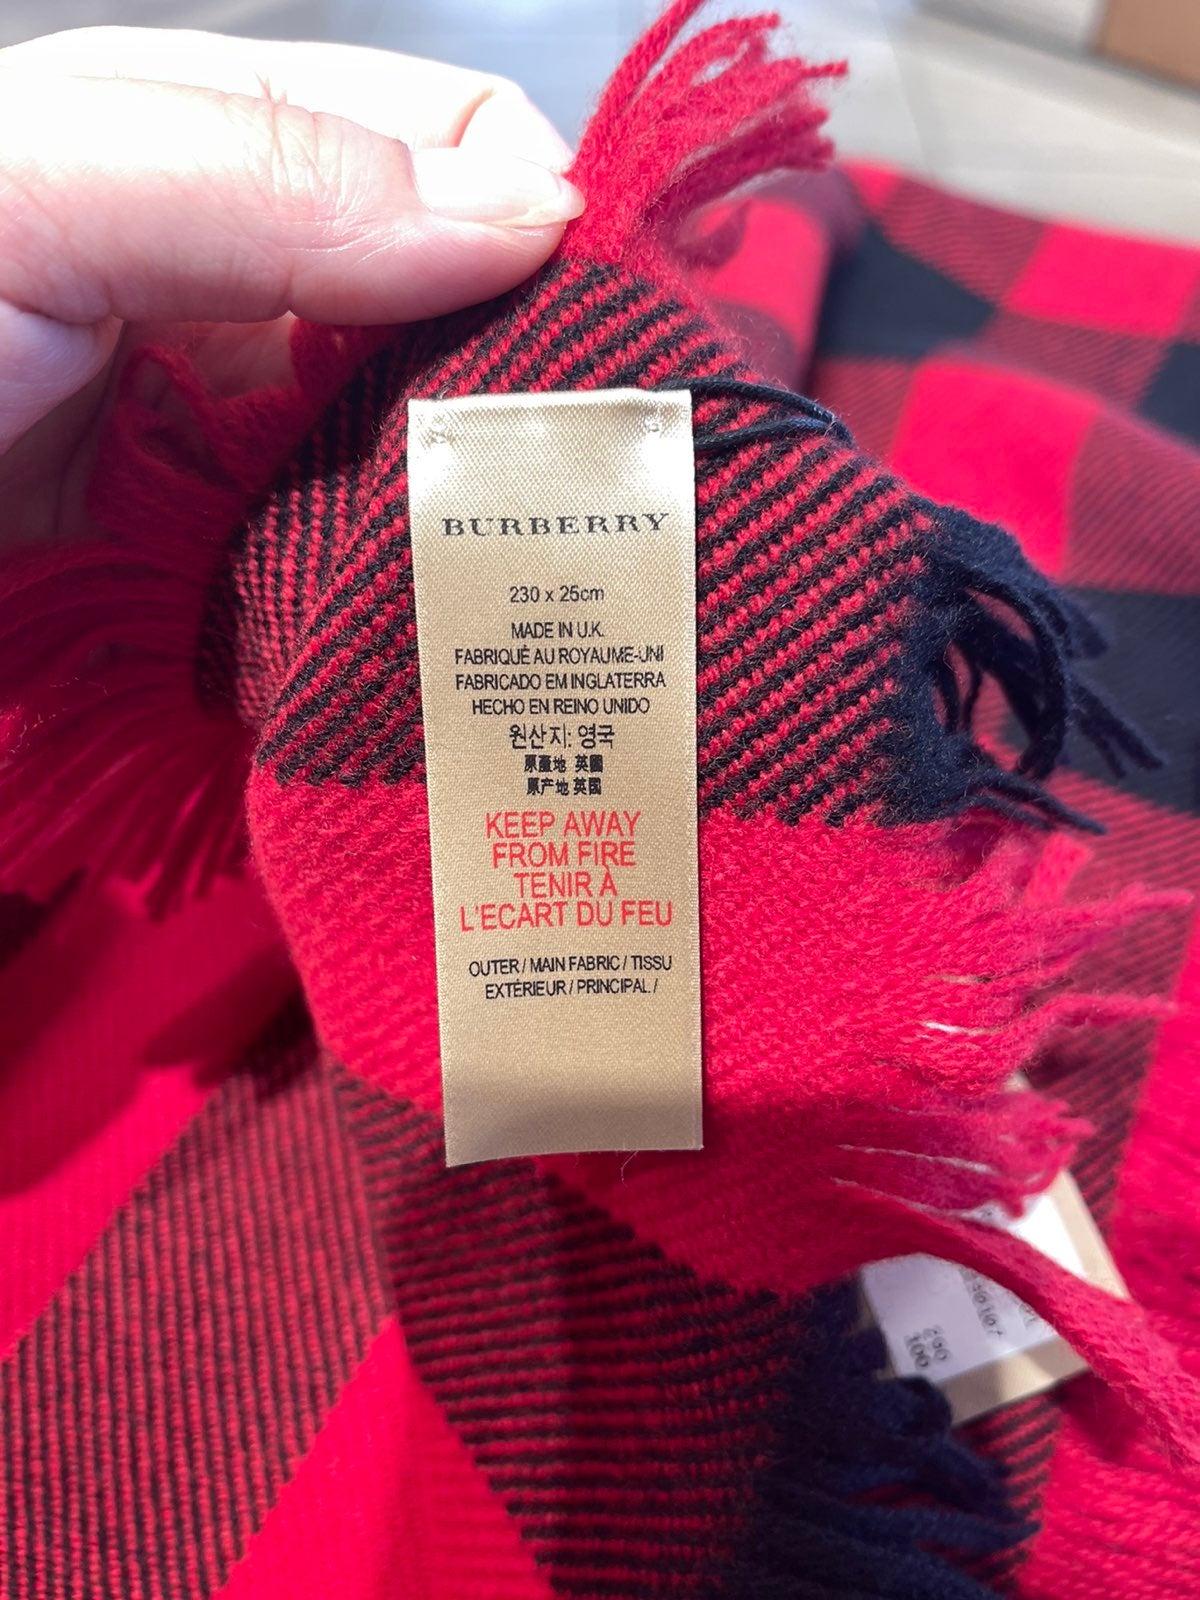 BURBERRY
230 x 25cm
MADE IN U.K.
FABRIQUÉ AU ROYAUME-UNI
FABRICADO EM INGLATERRA
HECHO EN REINO UNIDO
원산지: 영국
原產地 英國
原产地 英国
KEEP AWAY
FROM FIRE
TENIR À
L'ECART DU FEU
OUTER / MAIN FABRIC / TISSU
EXTÉRIEUR / PRINCIPAL /
100